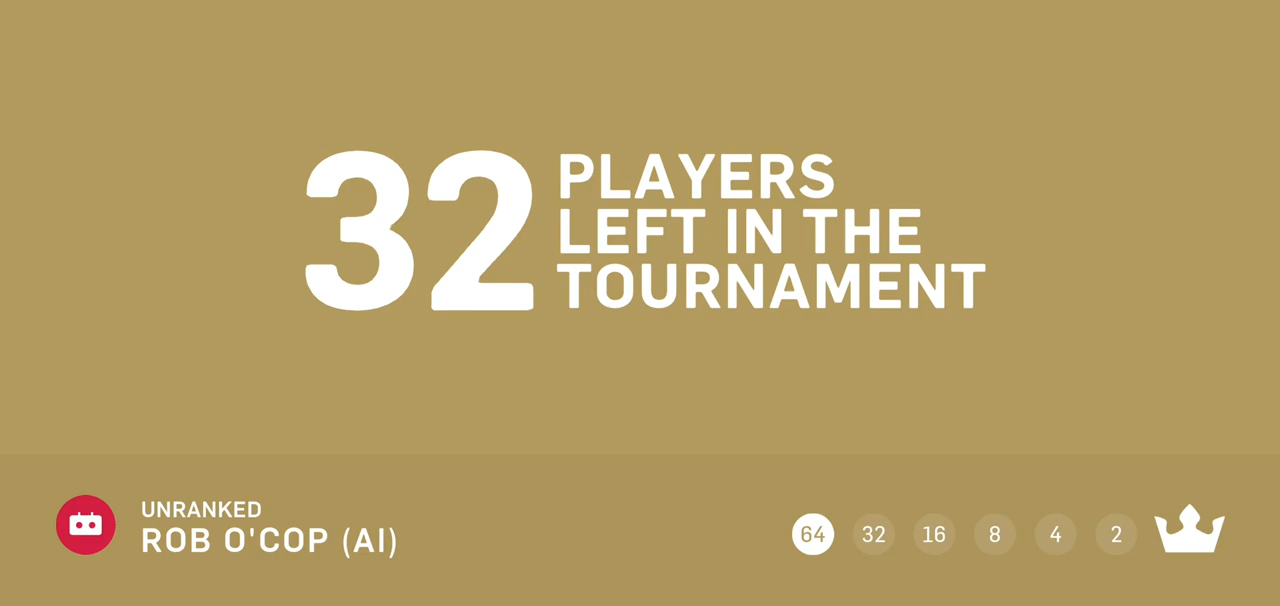 32
PLAYERS
LEFT IN THE
TOURNAMENT
UNRANKED
ROB O'COP (AI)
64 32 16 8 4 2